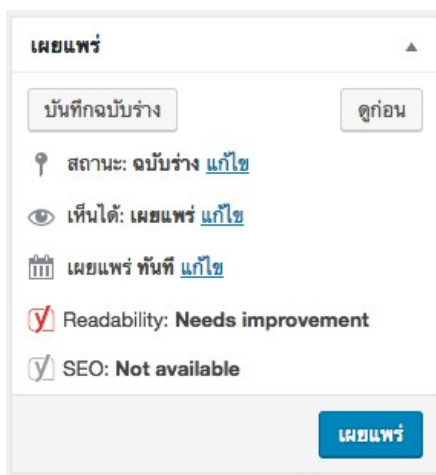 เผยแพร่
บันทึกฉบับร่าง ดูก่อน
สถานะ: ฉบับร่าง แก้ไข
เห็นได้: เผยแพร่ แก้ไข
เผยแพร่ ทันที แก้ไข
Readability: Needs improvement
SEO: Not available
เผยแพร่